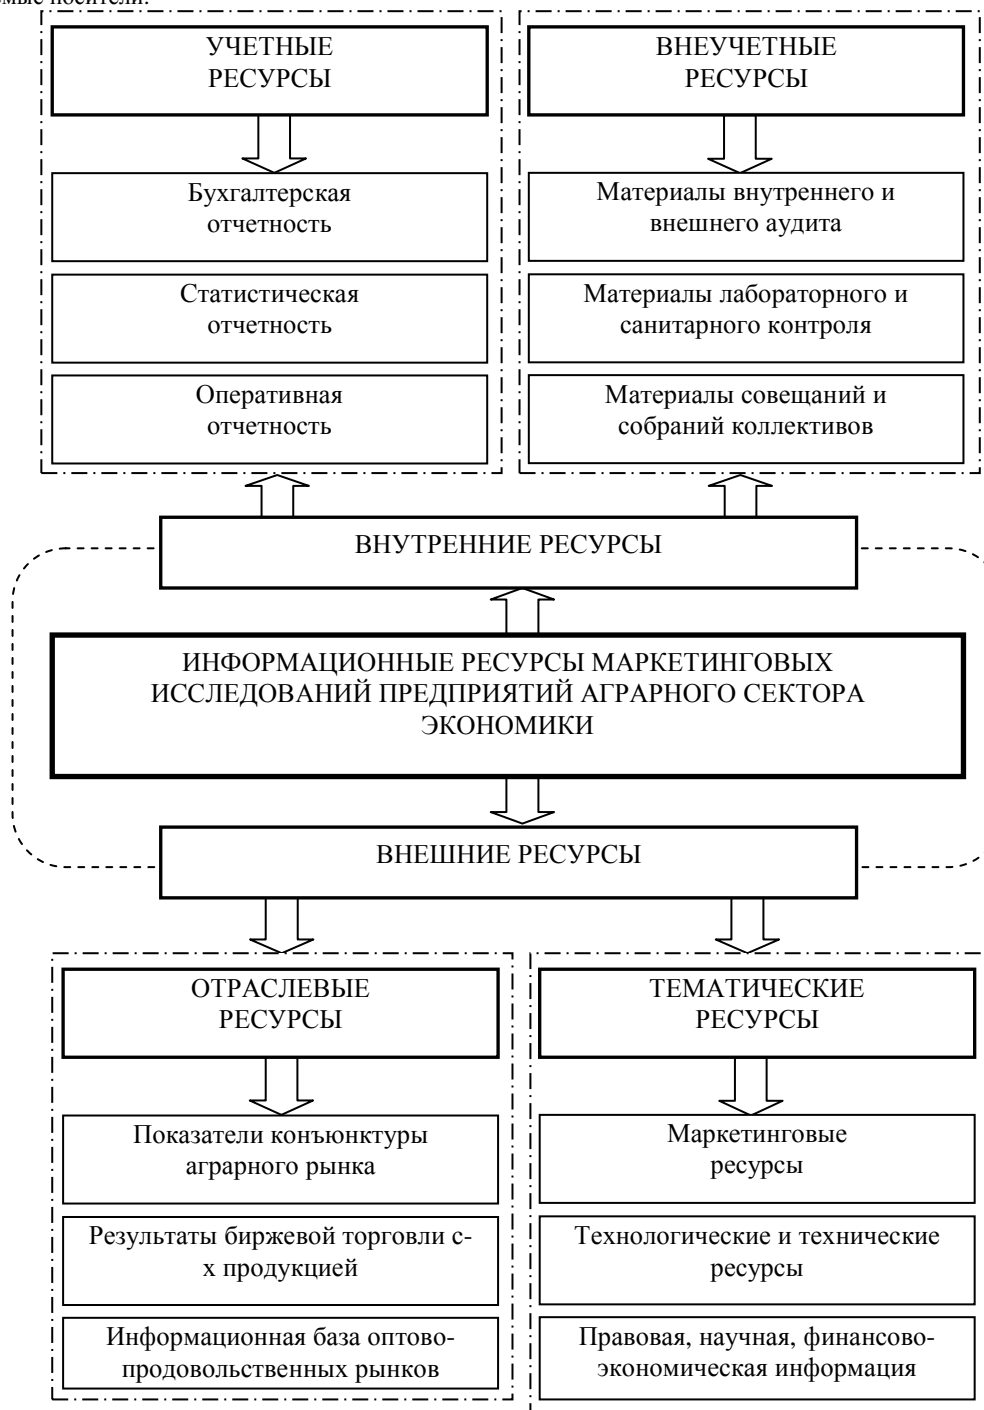 УЧЕТНЫЕ
РЕСУРСЫ
Бухгалтерская
отчетность
Статистическая
отчетность
Оперативная
отчетность
ВНЕУЧЕТНЫЕ
РЕСУРСЫ
Материалы внутреннего и
внешнего аудита
Материалы лабораторного и
санитарного контроля
Материалы совещаний и
собраний коллективов
ВНУТРЕННИЕ РЕСУРСЫ
ИНФОРМАЦИОННЫЕ РЕСУРСЫ МАРКЕТИНГОВЫХ
ИССЛЕДОВАНИЙ ПРЕДПРИЯТИЙ АГРАРНОГО СЕКТОРА
ЭКОНОМИКИ
ВНЕШНИЕ РЕСУРСЫ
ОТРАСЛЕВЫЕ
РЕСУРСЫ
Показатели конъюнктуры
аграрного рынка
Результаты биржевой торговли с-
х продукцией
Информационная база оптово-
продовольственных рынков
ТЕМАТИЧЕСКИЕ
РЕСУРСЫ
Маркетинговые
ресурсы
Технологические и технические
ресурсы
Правовая, научная, финансово-
экономическая информация